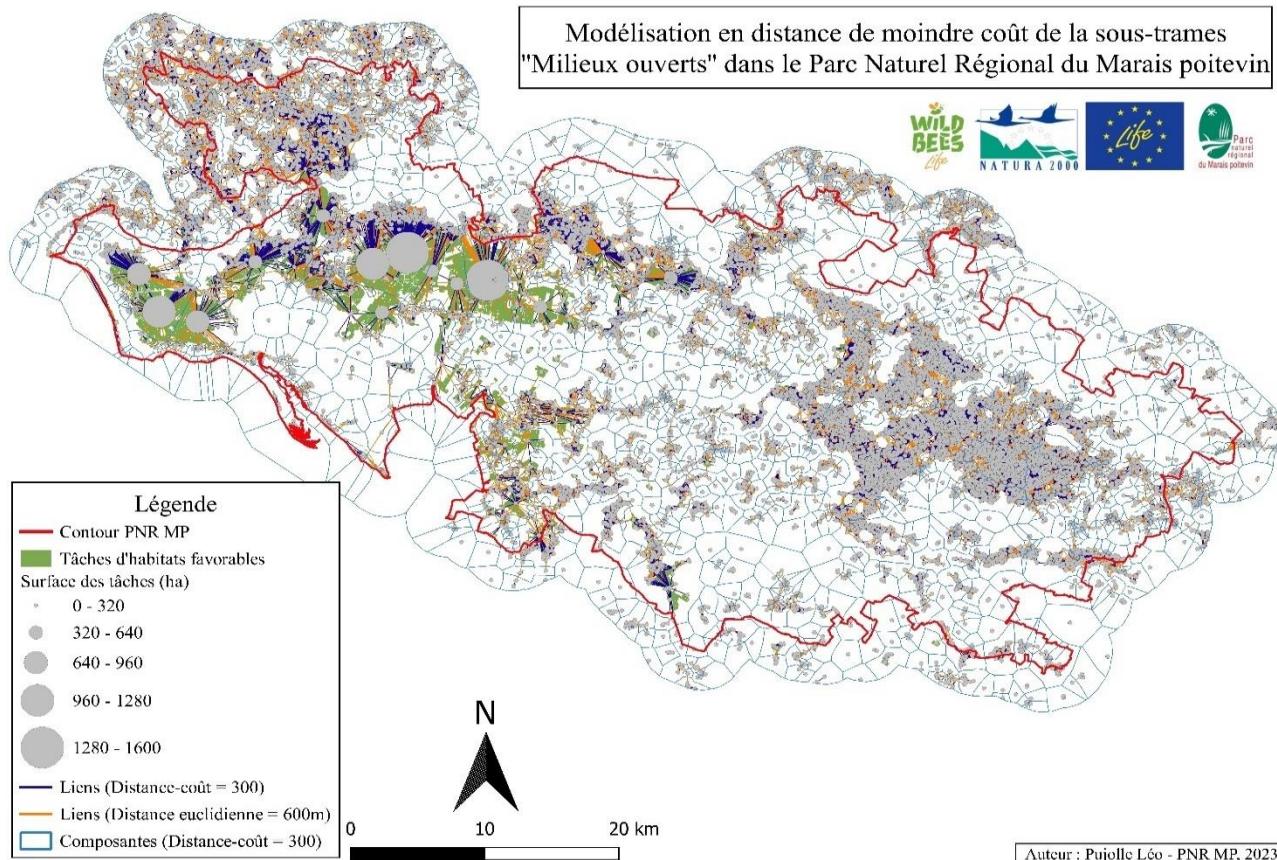 Modélisation en distance de moindre coût de la sous-trames
"Milieux ouverts" dans le Parc Naturel Régional du Marais poitevin
WiLD
BEES
Life
NATURA 2000
Life
Parc
naturel
régional
du Marais poitevin
Légende
Contour PNR MP
Tâches d'habitats favorables
Surface des tâches (ha)
0 - 320
320 - 640
640 - 960
960 - 1280
1280 - 1600
Liens (Distance-coût = 300)
Liens (Distance euclidienne = 600m)
Composantes (Distance-coût = 300)
N
0 10 20 km
Auteur : Pujolle Léo - PNR MP, 2023